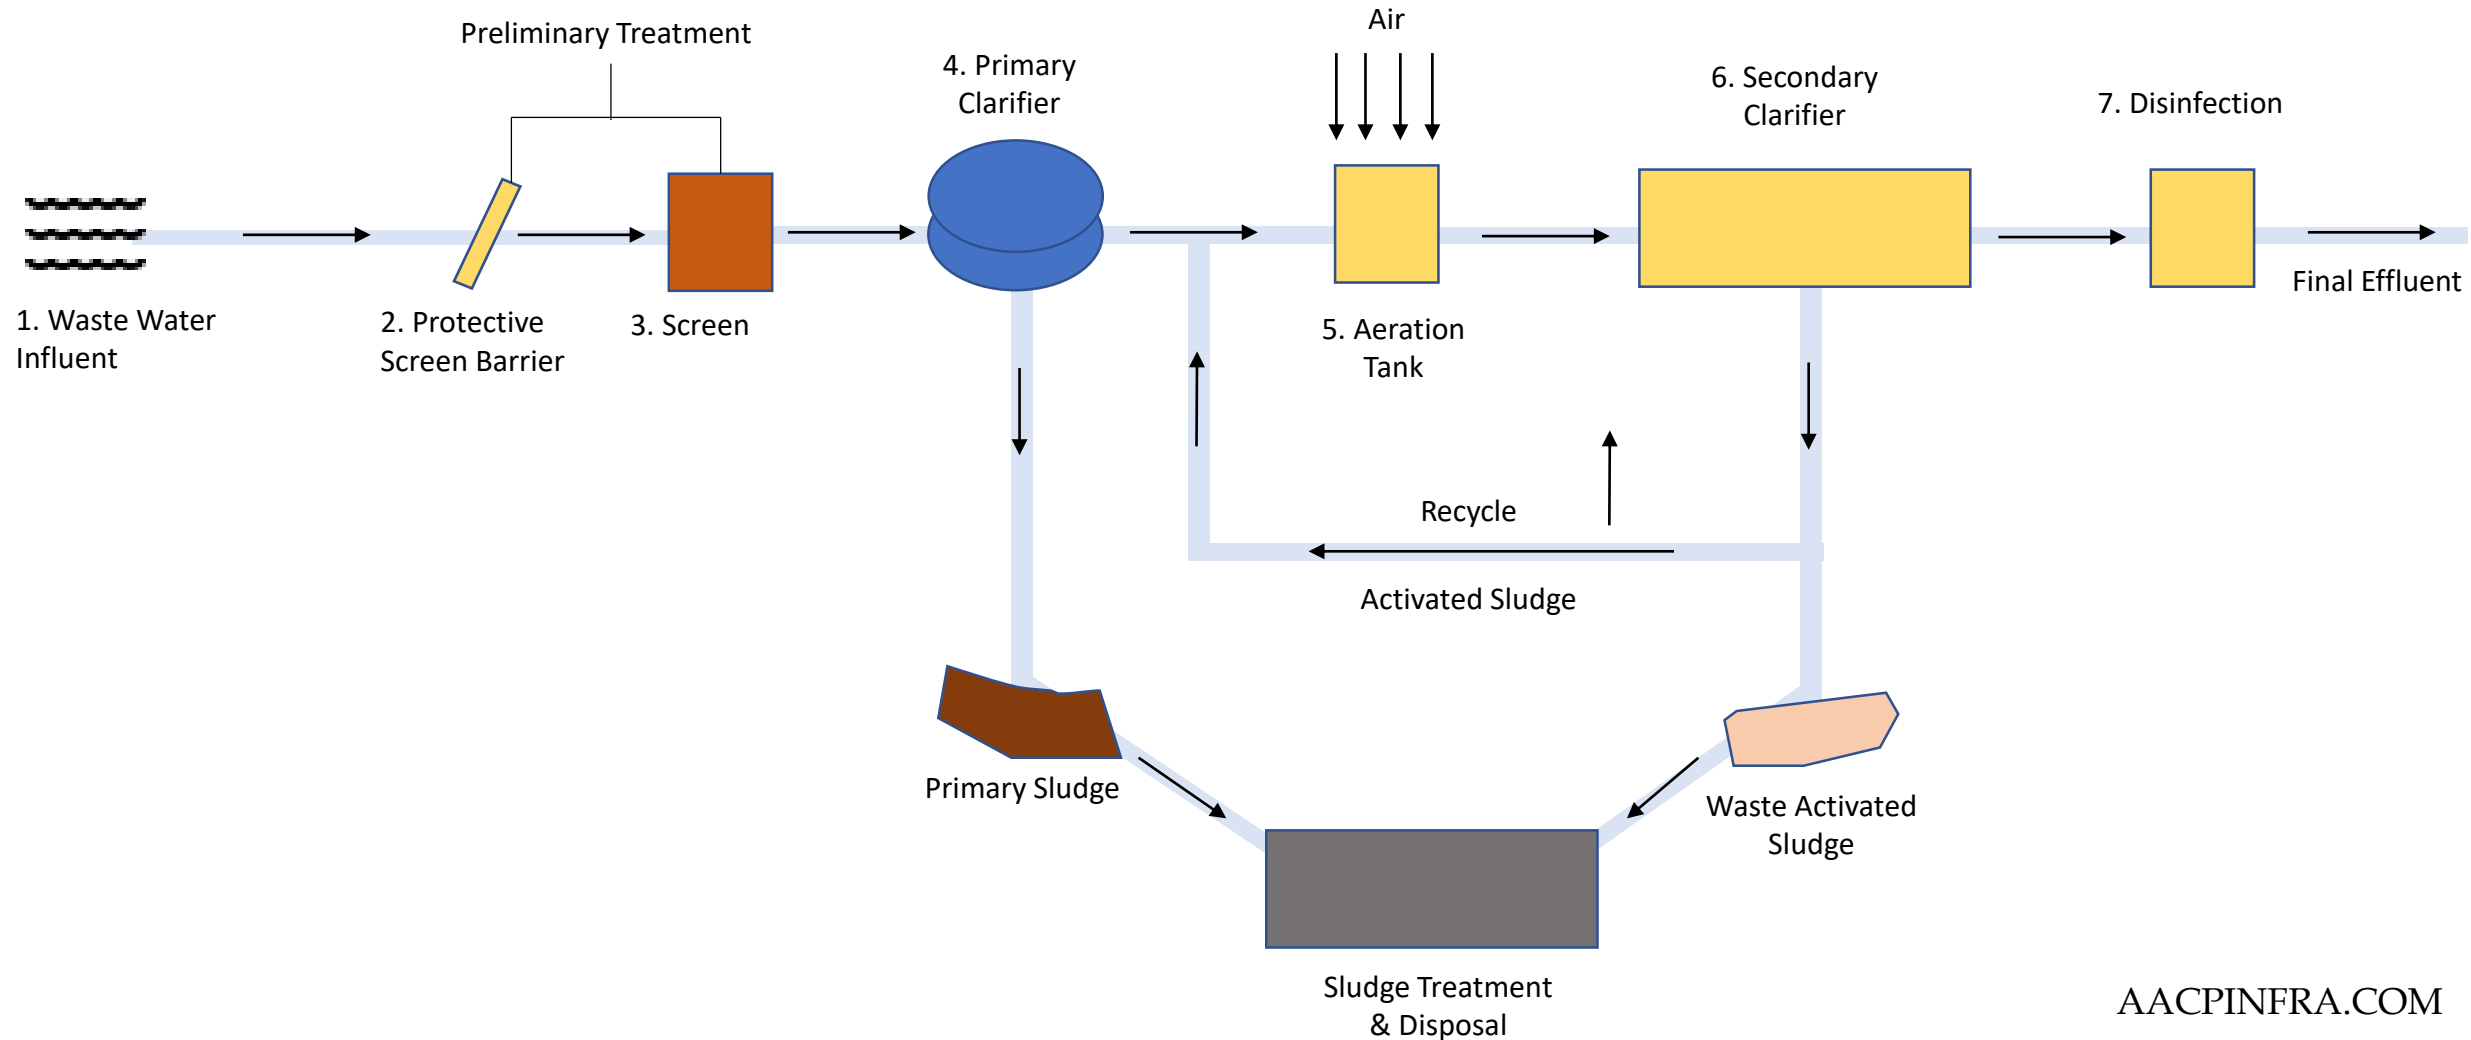 Preliminary Treatment
Air
4. Primary
Clarifier
6. Secondary
Clarifier
7. Disinfection
1. Waste Water
Influent
2. Protective
Screen Barrier
3. Screen
5. Aeration
Tank
Final Effluent
Recycle
Activated Sludge
Primary Sludge
Waste Activated
Sludge
Sludge Treatment
& Disposal
AACPINFRA.COM